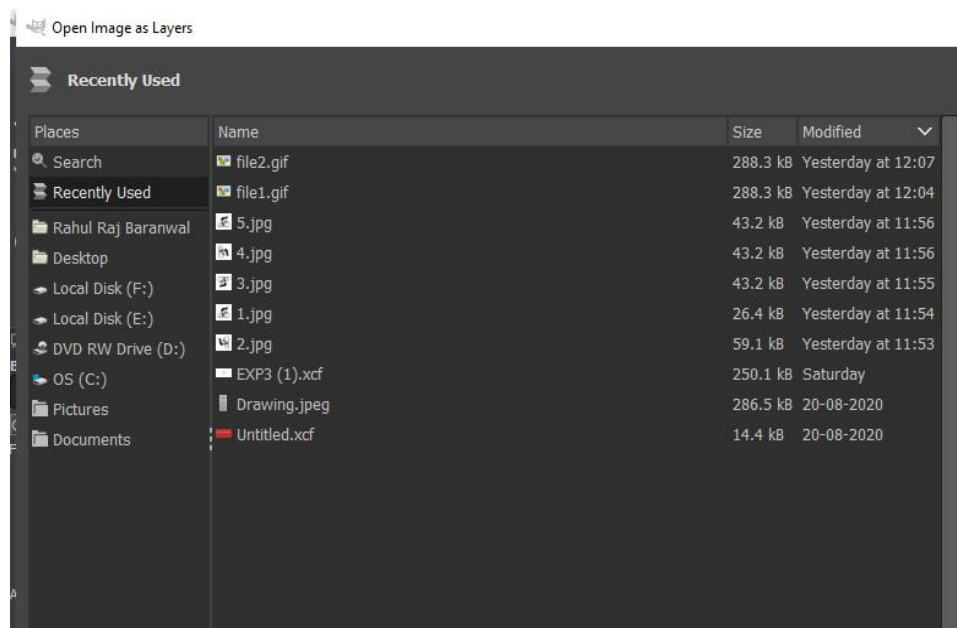 Open Image as Layers
Recently Used
Places Name Size Modified
Search file2.gif 288.3 kB Yesterday at 12:07
Recently Used file1.gif 288.3 kB Yesterday at 12:04
Rahul Raj Baranwal 5.jpg 43.2 kB Yesterday at 11:56
Desktop 4.jpg 43.2 kB Yesterday at 11:56
Local Disk (F:) 3.jpg 43.2 kB Yesterday at 11:55
Local Disk (E:) 1.jpg 26.4 kB Yesterday at 11:54
DVD RW Drive (D:) 2.jpg 59.1 kB Yesterday at 11:53
OS (C:) EXP3 (1).xcf 250.1 kB Saturday
Pictures Drawing.jpeg 286.5 kB 20-08-2020
Documents Untitled.xcf 14.4 kB 20-08-2020